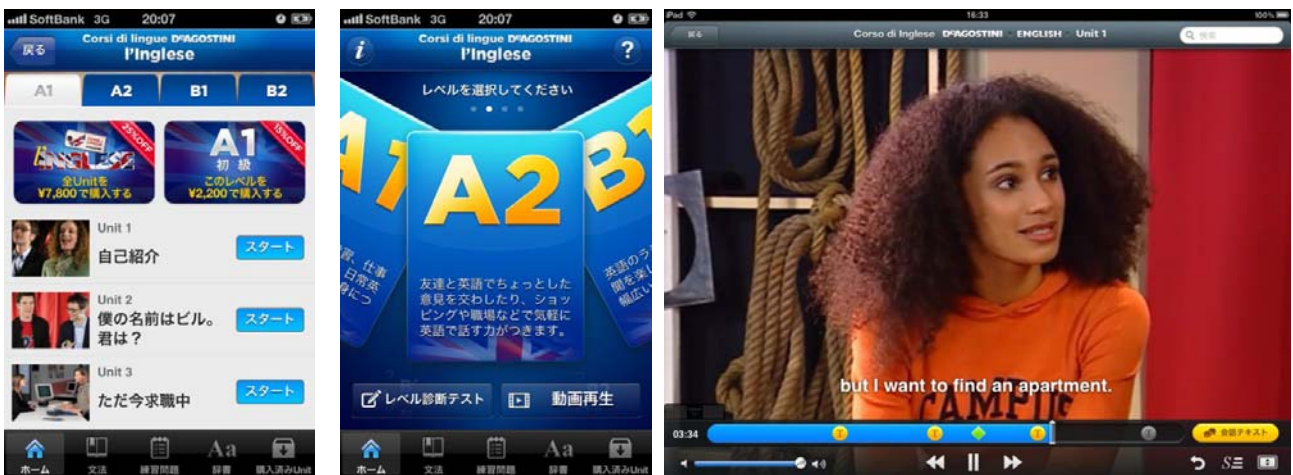 SoftBank 3G 20:07
戻る
Corsi di lingue DEAGOSTINI
l'Inglese
A1 A2 B1 B2
25%OFF
INGLESE
全Unitを
¥7,800で購入する
15%OFF
A1
初 級
このレベルを
¥2,200で購入する
Unit 1
自己紹介
スタート
Unit 2
僕の名前はビル。
君は?
スタート
Unit 3
ただ今求職中
スタート
ホーム 文法 練習問題 辞書 購入済みUnit
Aa
SoftBank 3G 20:07
i
Corsi di lingue DEAGOSTINI
l'Inglese
?
レベルを選択してください
A1
A2
B1
友達と英語でちょっとした
意見を交わしたり、ショッ
ピングや職場などで気軽に
英語で話す力がつきます。
レベル診断テスト
動画再生
Aa
ホーム 文法 練習問題 辞書 購入済みUnit
iPad 16:33 100%
戻る
Corso di Inglese DEAGOSTINI - ENGLISH - Unit 1
検索
but I want to find an apartment.
CAMPUS
03:34
T T T T
会話テキスト
S